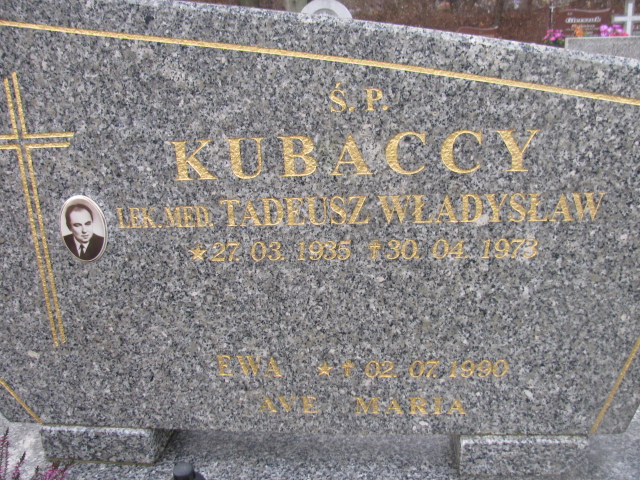 Ś.P.
KUBACCY
LEK.MED. TADEUSZ WŁADYSŁAW
★27. 03. 1935 ✝30. 04. 1973
EWA ★✝02. 07. 1990
AVE MARIA